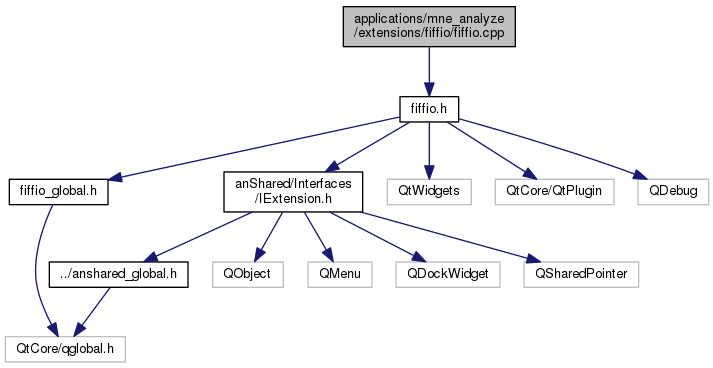 applications/mne_analyze
/extensions/fiffio/fiffio.cpp
fiffio.h
fiffio_global.h
anShared/Interfaces
/IExtension.h
QtWidgets
QtCore/QtPlugin
QDebug
../anshared_global.h
QObject
QMenu
QDockWidget
QSharedPointer
QtCore/qglobal.h